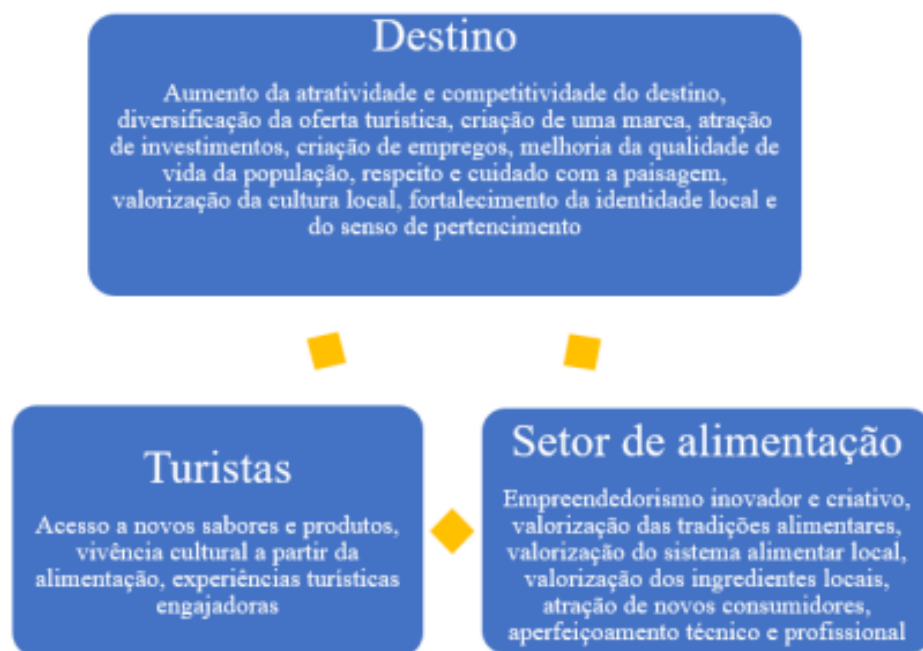 Destino
Aumento da atratividade e competitividade do destino,
diversificação da oferta turística, criação de uma marca, atração
de investimentos, criação de empregos, melhoria da qualidade de
vida da população, respeito e cuidado com a paisagem,
valorização da cultura local, fortalecimento da identidade local e
do senso de pertencimento
Turistas
Acesso a novos sabores e produtos,
vivência cultural a partir da
alimentação, experiências turísticas
engajadoras
Setor de alimentação
Empreendedorismo inovador e criativo,
valorização das tradições alimentares,
valorização do sistema alimentar local,
valorização dos ingredientes locais,
atração de novos consumidores,
aperfeiçoamento técnico e profissional